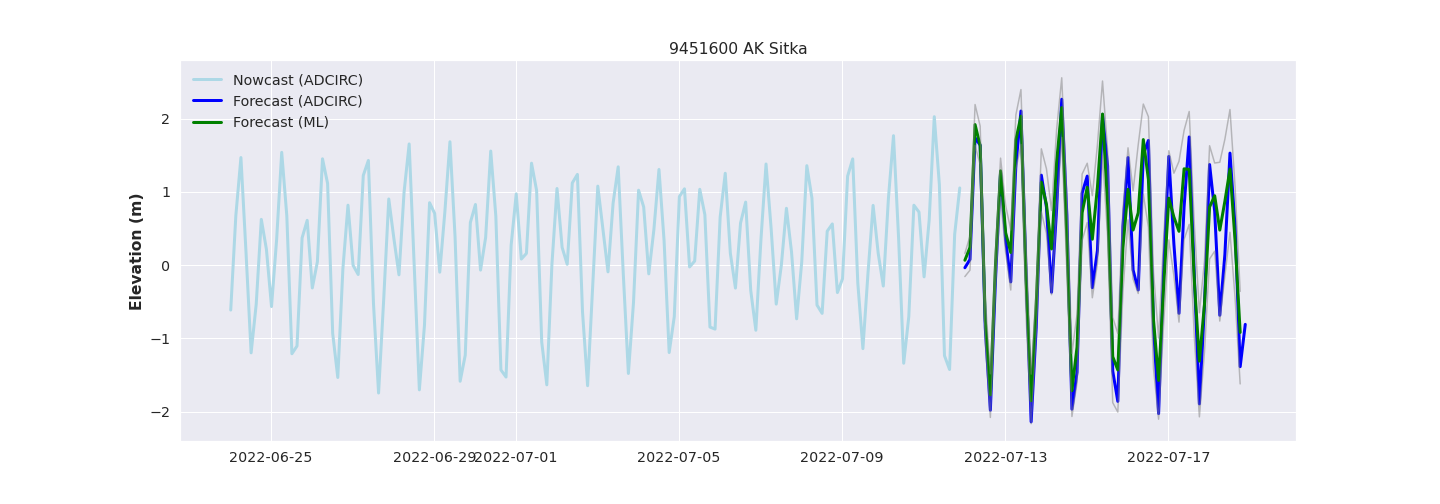 9451600 AK Sitka
Nowcast (ADCIRC)
Forecast (ADCIRC)
Forecast (ML)
Elevation (m)
2
1
0
−1
−2
2022-06-25
2022-06-29
2022-07-01
2022-07-05
2022-07-09
2022-07-13
2022-07-17